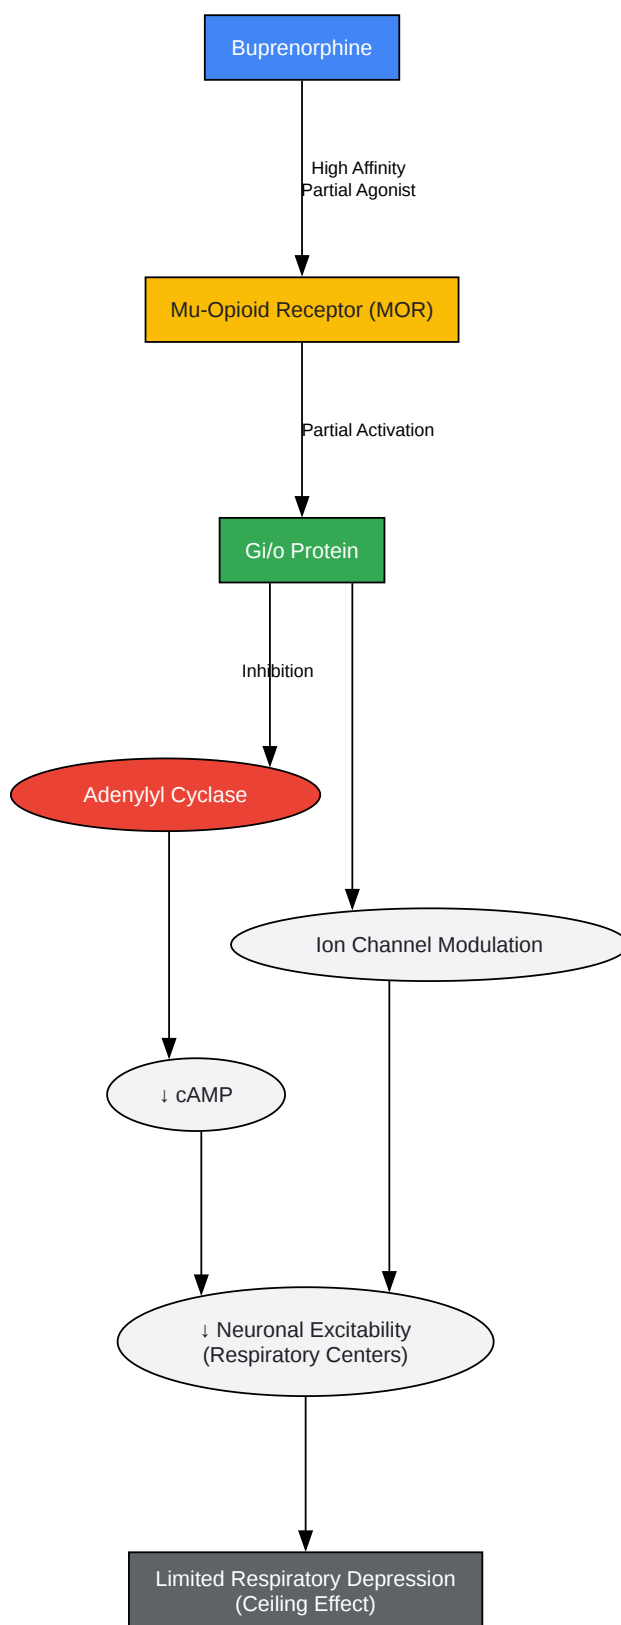 Buprenorphine
High Affinity
Partial Agonist
Mu-Opioid Receptor (MOR)
Partial Activation
Gi/o Protein
Inhibition
Adenylyl Cyclase
Ion Channel Modulation
↓ cAMP
↓ Neuronal Excitability
(Respiratory Centers)
Limited Respiratory Depression
(Ceiling Effect)